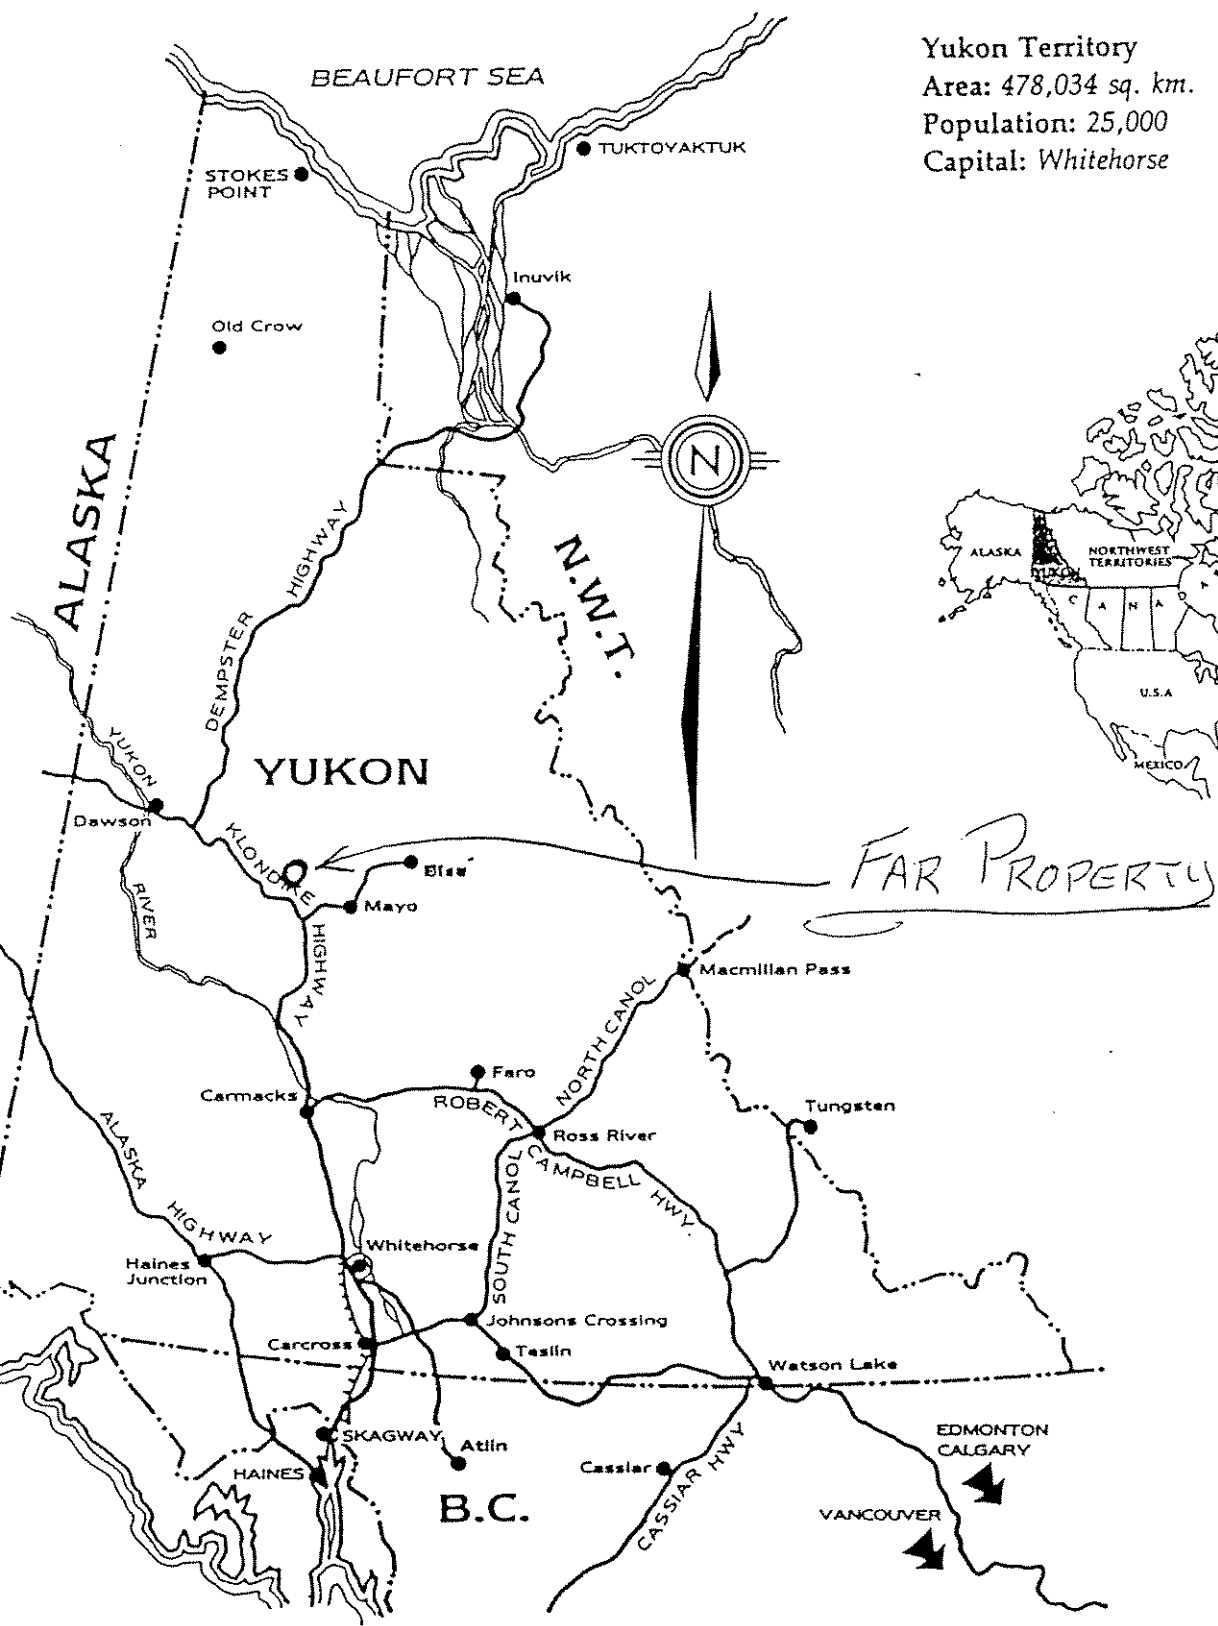 Yukon Territory
Area: 478,034 sq. km.
Population: 25,000
Capital: Whitehorse
BEAUFORT SEA
TUKTOYAKTUK
STOKES
POINT
Inuvik
Old Crow
N
ALASKA
HIGHWAY
DEMPSTER
N.W.T.
ALASKA
NORTHWEST
TERRITORIES
YUKON
C A N A
U.S.A
MEXICO
YUKON
RIVER
YUKON
Dawson
KLONDIKE
HIGHWAY
Elsa
Mayo
FAR PROPERTY
Macmillan Pass
NORTH CANOL
Faro
Carmacks
ROBERT
CAMPBELL
HWY.
Ross River
Tungsten
ALASKA
HIGHWAY
SOUTH CANOL
Whitehorse
Haines
Junction
Johnsons Crossing
Carcross
Teslin
Watson Lake
SKAGWAY
Atlin
HAINES
Cassiar
CASSIAR HWY
B.C.
EDMONTON
CALGARY
VANCOUVER